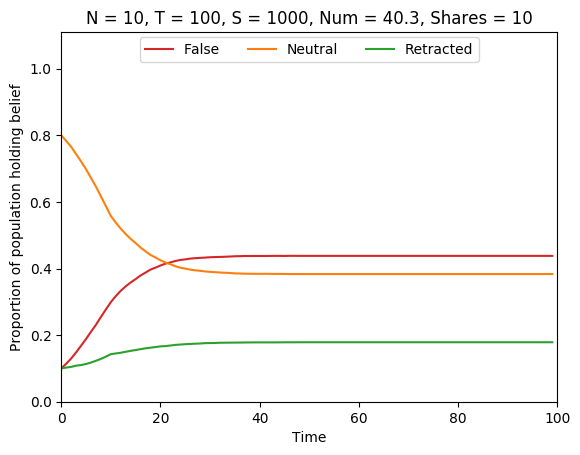 N = 10, T = 100, S = 1000, Num = 40.3, Shares = 10
False Neutral Retracted
Proportion of population holding belief
1.0
0.8
0.6
0.4
0.2
0.0
0 20 40 60 80 100
Time